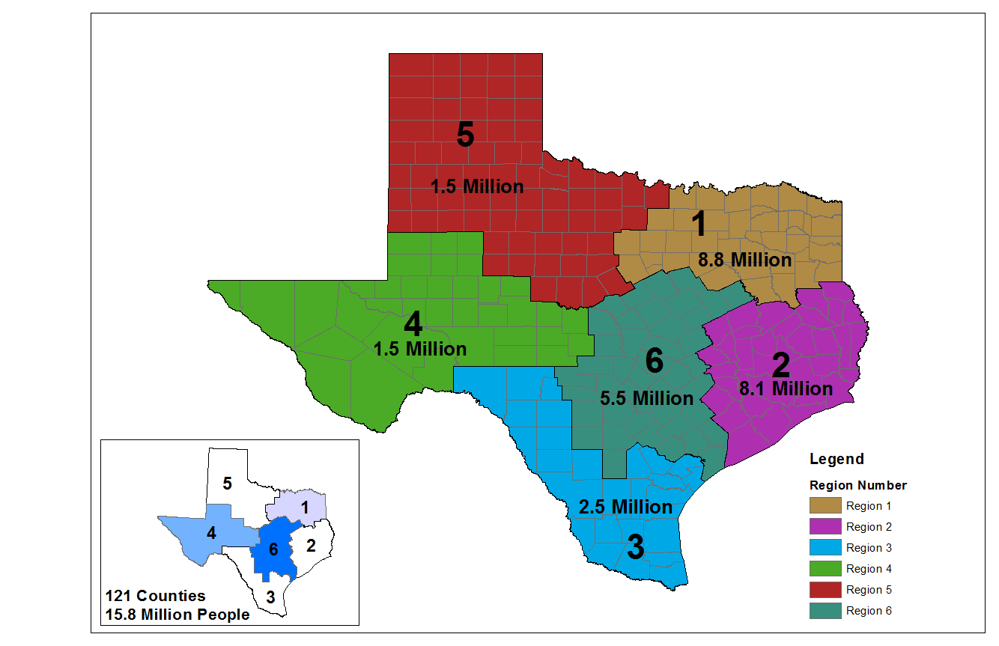 5
1.5 Million
1
8.8 Million
4
1.5 Million
6
5.5 Million
2
8.1 Million
2.5 Million
3
Legend
Region Number
Region 1
Region 2
Region 3
Region 4
Region 5
Region 6
5
1
4
6
2
3
121 Counties
15.8 Million People